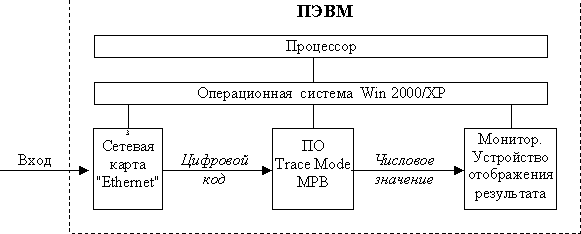 ПЭВМ
Процессор
Операционная система Win 2000/XP
Вход
з
Сетевая
карта
"Ethernet"
Цифровой
код
ПО
Trace Mode
МРВ
Числовое
значение
Монитор.
Устройство
отображения
результата